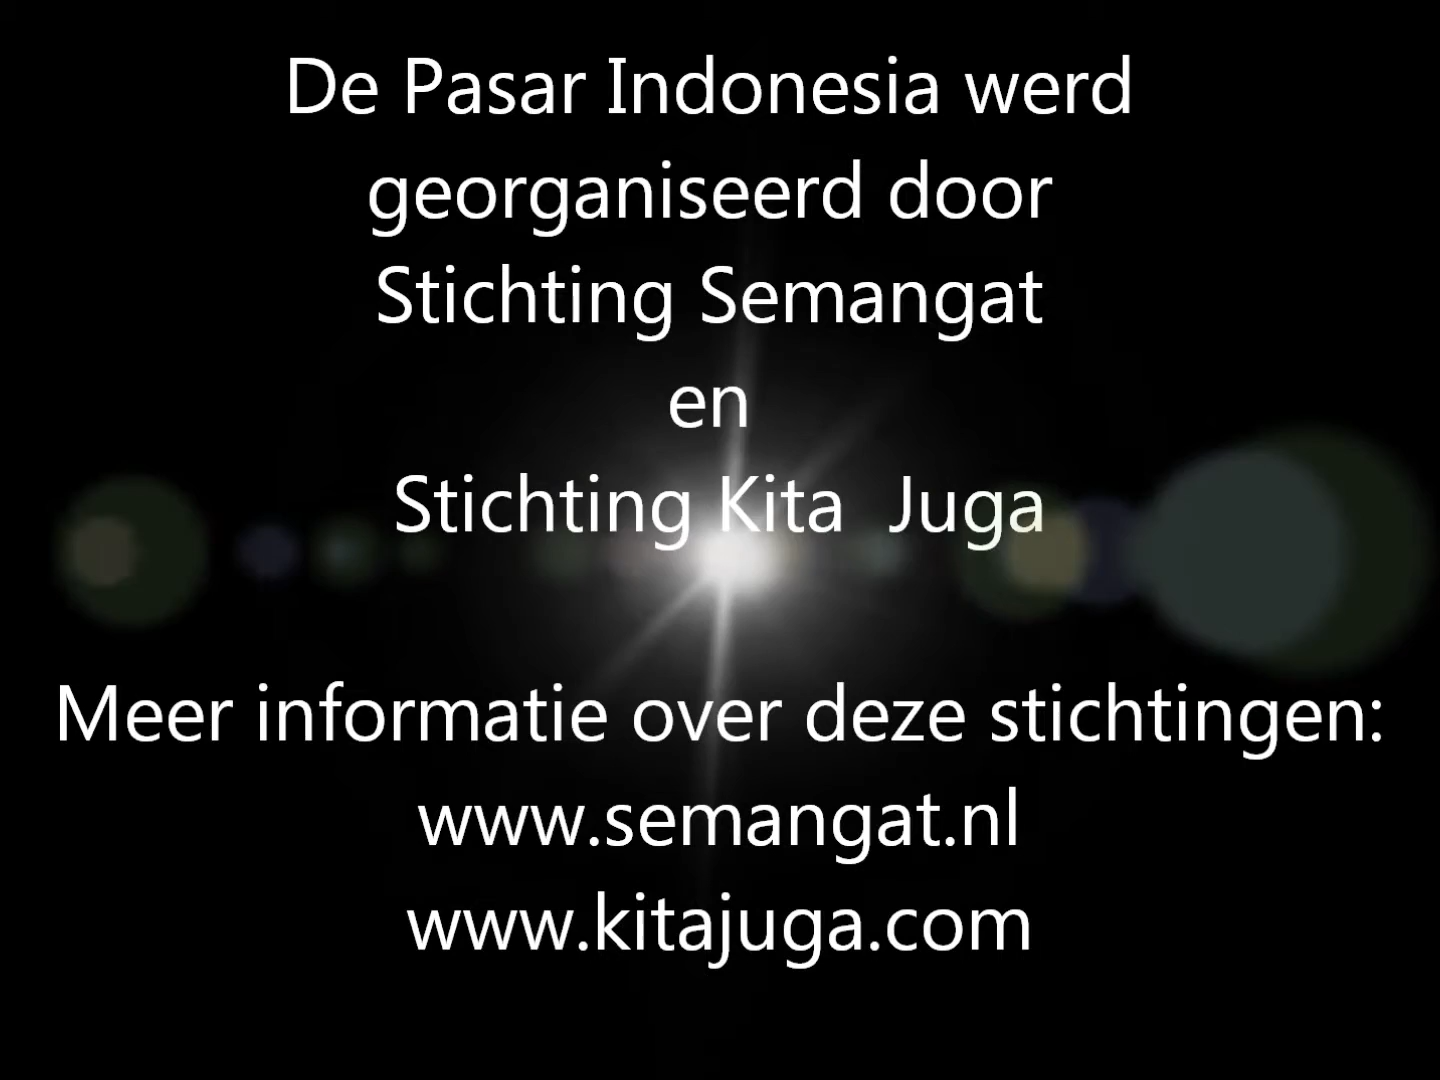 De Pasar Indonesia werd
georganiseerd door
Stichting Semangat
en
Stichting Kita  Juga
Meer informatie over deze stichtingen:
www.semangat.nl
www.kitajuga.com